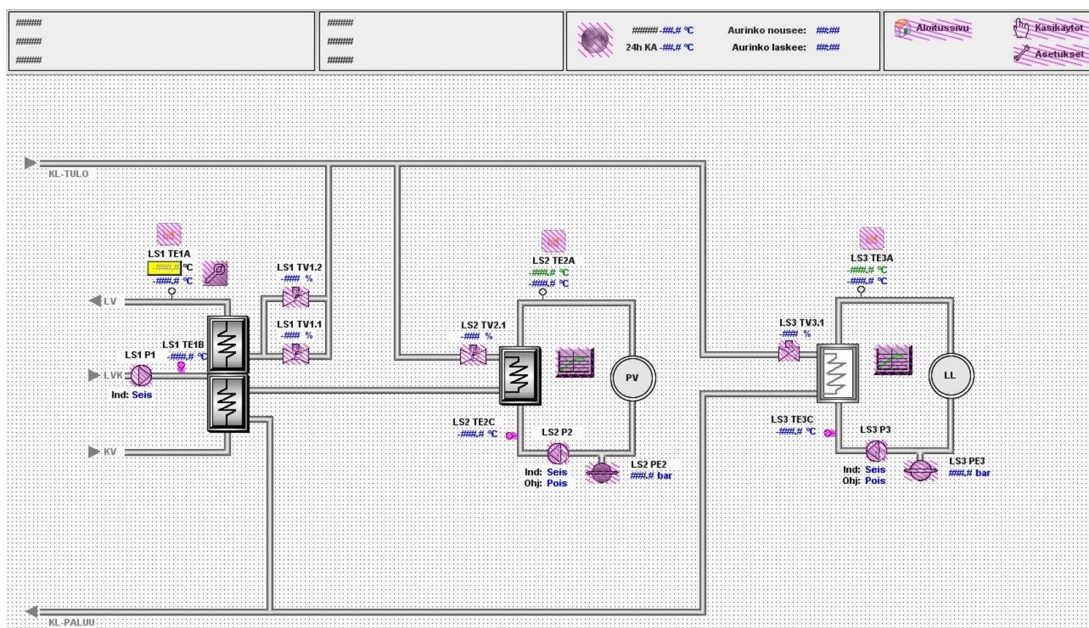 ######
######
######
######
######
######
###### -##.# °C
24h KA -##.# °C
Aurinko nousee: ##:##
Aurinko laskee: ##:##
Aloitussivu
Käsikäytöt
Asetukset
KL-TULO
LS1 TE1A
-###.# °C
-###.# °C
LV
LS1 TV1.2
-### %
LS1 TV1.1
-### %
LS1 P1
LS1 TE1B
-###.# °C
LVK
Ind: Seis
KV
LS2 TE2A
-###.# °C
-###.# °C
LS2 TV2.1
-### %
PV
LS2 TE2C
-###.# °C
LS2 P2
Ind: Seis
Ohj: Pois
LS2 PE2
###.# bar
LS3 TE3A
-###.# °C
-###.# °C
LS3 TV3.1
-### %
LL
LS3 TE3C
-###.# °C
LS3 P3
Ind: Seis
Ohj: Pois
LS3 PE3
###.# bar
KL-PALUU